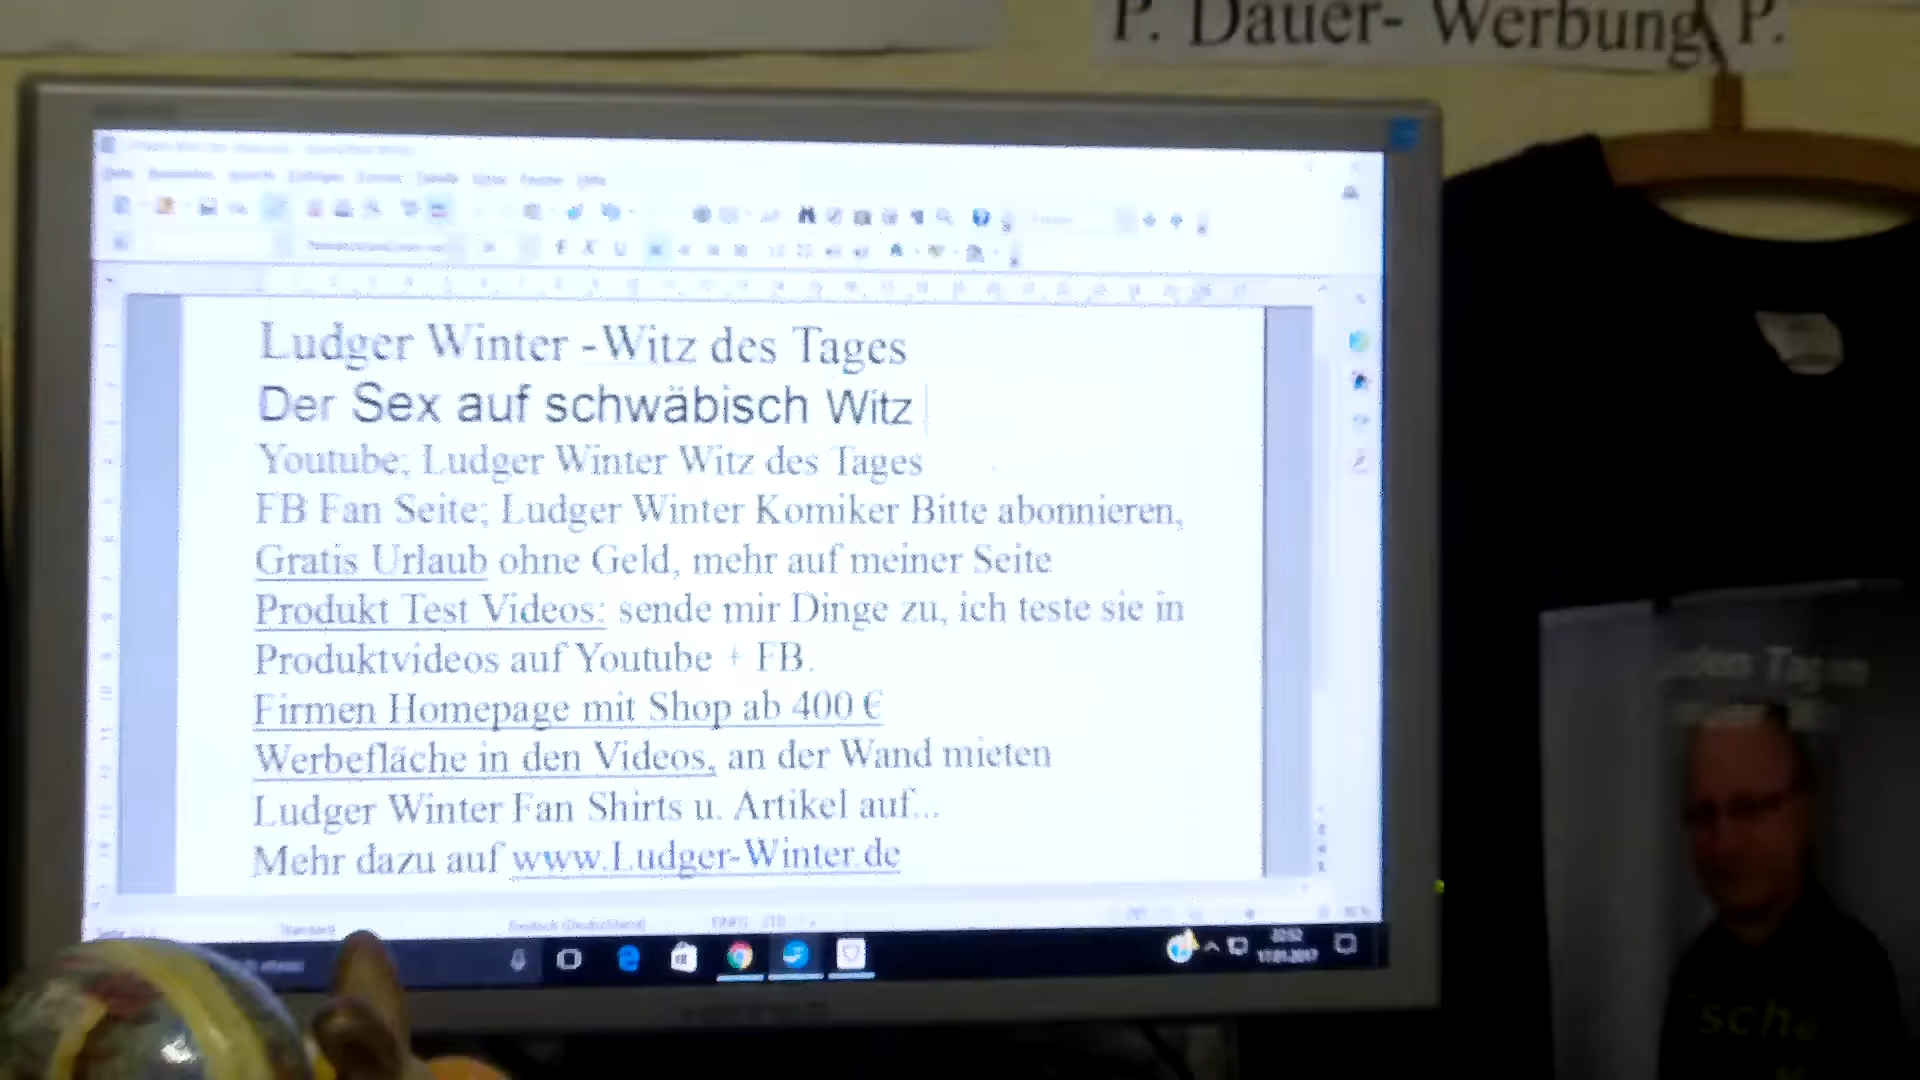 P. Dauer- Werbung, P.
Ludger Winter -Witz des Tages
Der Sex auf schwäbisch Witz
Youtube; Ludger Winter Witz des Tages
FB Fan Seite; Ludger Winter Komiker Bitte abonnieren,
Gratis Urlaub ohne Geld, mehr auf meiner Seite
Produkt Test Videos: sende mir Dinge zu, ich teste sie in
Produktvideos auf Youtube + FB.
Firmen Homepage mit Shop ab 400 €
Werbefläche in den Videos, an der Wand mieten
Ludger Winter Fan Shirts u. Artikel auf...
Mehr dazu auf www.Ludger-Winter.de